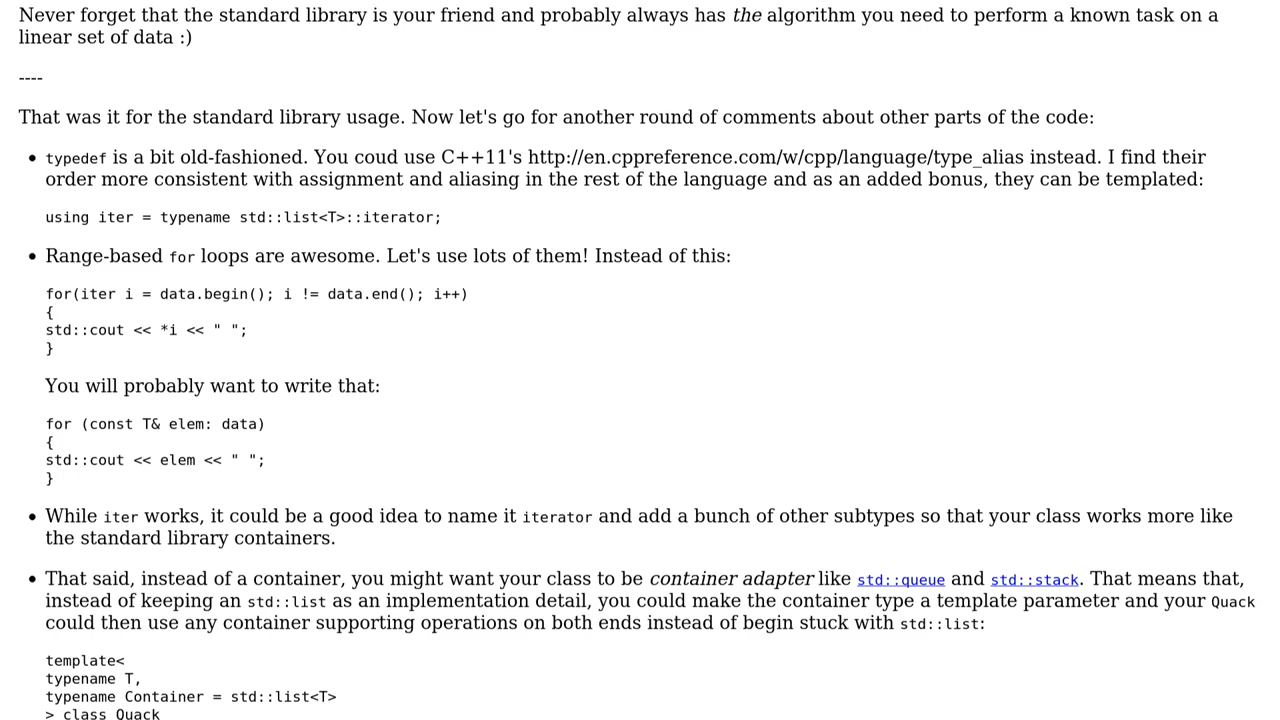 Never forget that the standard library is your friend and probably always has the algorithm you need to perform a known task on a
linear set of data :)
----
That was it for the standard library usage. Now let's go for another round of comments about other parts of the code:
• typedef is a bit old-fashioned. You coud use C++11's http://en.cppreference.com/w/cpp/language/type_alias instead. I find their
order more consistent with assignment and aliasing in the rest of the language and as an added bonus, they can be templated:
using iter = typename std::list<T>::iterator;
• Range-based for loops are awesome. Let's use lots of them! Instead of this:
for(iter i = data.begin(); i != data.end(); i++)
{
std::cout << *i << " ";
}
You will probably want to write that:
for (const T& elem: data)
{
std::cout << elem << " ";
}
• While iter works, it could be a good idea to name it iterator and add a bunch of other subtypes so that your class works more like
the standard library containers.
• That said, instead of a container, you might want your class to be container adapter like std::queue and std::stack. That means that,
instead of keeping an std::list as an implementation detail, you could make the container type a template parameter and your Quack
could then use any container supporting operations on both ends instead of begin stuck with std::list:
template<
typename T,
typename Container = std::list<T>
> class Quack